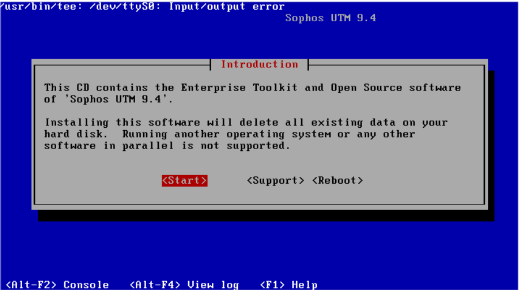 /usr/bin/tee: /dev/ttyS0: Input/output error
Sophos UTM 9.4
Introduction
This CD contains the Enterprise Toolkit and Open Source software
of 'Sophos UTM 9.4'.
Installing this software will delete all existing data on your
hard disk.  Running another operating system or any other
software in parallel is not supported.
<Start> <Support> <Reboot>
<Alt-F2> Console <Alt-F4> View log <F1> Help